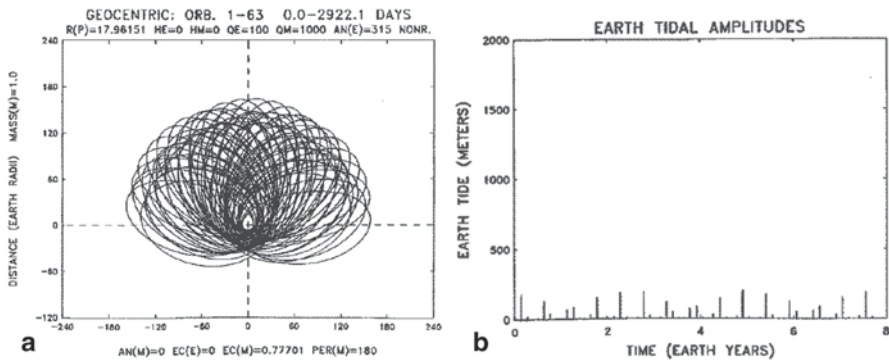 GEOCENTRIC: ORB. 1-63 0.0-2922.1 DAYS
R(P)=17.96151 HE=0 HM=0 QE=100 QM=1000 AN(E)=315 NONR.
DISTANCE (EARTH RADII) MASS(M)=1.0
240
180
120
60
0
-60
-120
-240 -180 -120 -60 0 60 120 180 240
AN(M)=0 EC(E)=0 EC(M)=0.77701 PER(M)=180
a
EARTH TIDAL AMPLITUDES
EARTH TIDE (METERS)
2000
1500
1000
500
0
0 2 4 6 8
TIME (EARTH YEARS)
b